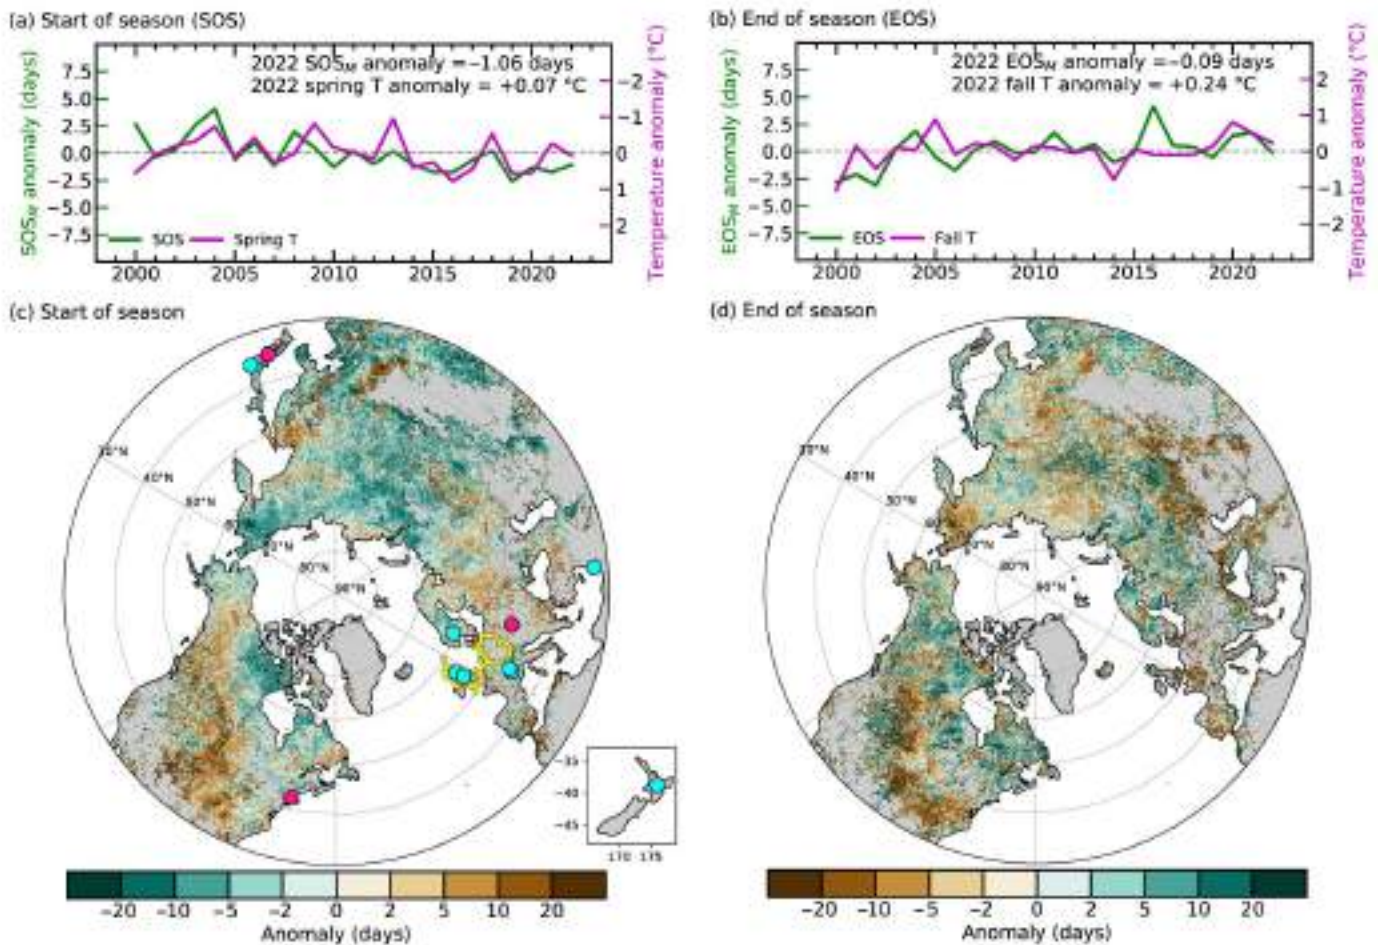 (a) Start of season (SOS)
2022 SOS_M anomaly =−1.06 days
2022 spring T anomaly = +0.07 °C
SOS_M anomaly (days)
7.5
5.0
2.5
0.0
−2.5
−5.0
−7.5
Temperature anomaly (°C)
−2
−1
0
1
2
SOS Spring T
2000 2005 2010 2015 2020
(b) End of season (EOS)
2022 EOS_M anomaly =−0.09 days
2022 fall T anomaly = +0.24 °C
EOS_M anomaly (days)
7.5
5.0
2.5
0.0
−2.5
−5.0
−7.5
Temperature anomaly (°C)
2
1
0
−1
−2
EOS Fall T
2000 2005 2010 2015 2020
(c) Start of season
40°N
50°N
80°N
90°N
−35
−40
−45
170 175
−20 −10 −5 −2 0 2 5 10 20
Anomaly (days)
(d) End of season
30°N
40°N
50°N
80°N
90°N
−20 −10 −5 −2 0 2 5 10 20
Anomaly (days)